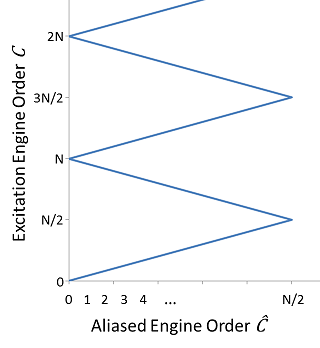 2N
3N/2
N
N/2
0
0 1 2 3 4 ... N/2
Excitation Engine Order C
Aliased Engine Order Ĉ